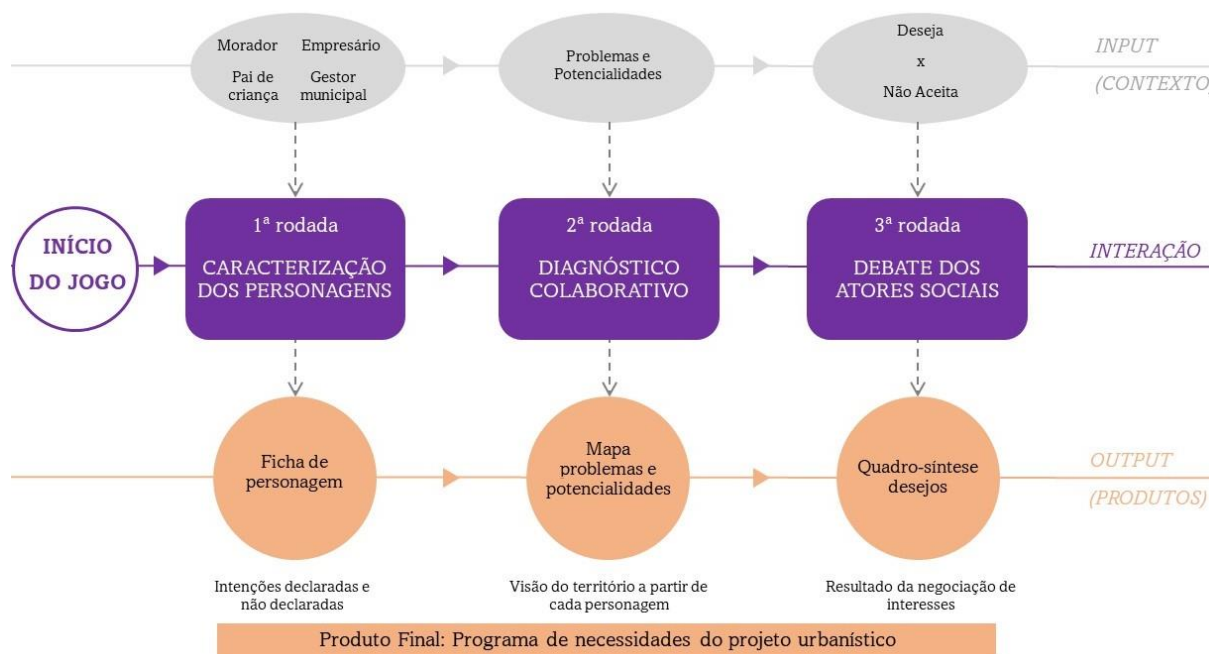 Morador Empresário
Pai de criança Gestor municipal
Problemas e
Potencialidades
Deseja
x
Não Aceita
INPUT
(CONTEXTO)
INÍCIO
DO JOGO
1ª rodada
CARACTERIZAÇÃO
DOS PERSONAGENS
2ª rodada
DIAGNÓSTICO
COLABORATIVO
3ª rodada
DEBATE DOS
ATORES SOCIAIS
INTERAÇÃO
Ficha de
personagem
Mapa
problemas e
potencialidades
Quadro-síntese
desejos
OUTPUT
(PRODUTOS)
Intenções declaradas e
não declaradas
Visão do território a partir de
cada personagem
Resultado da negociação de
interesses
Produto Final: Programa de necessidades do projeto urbanístico